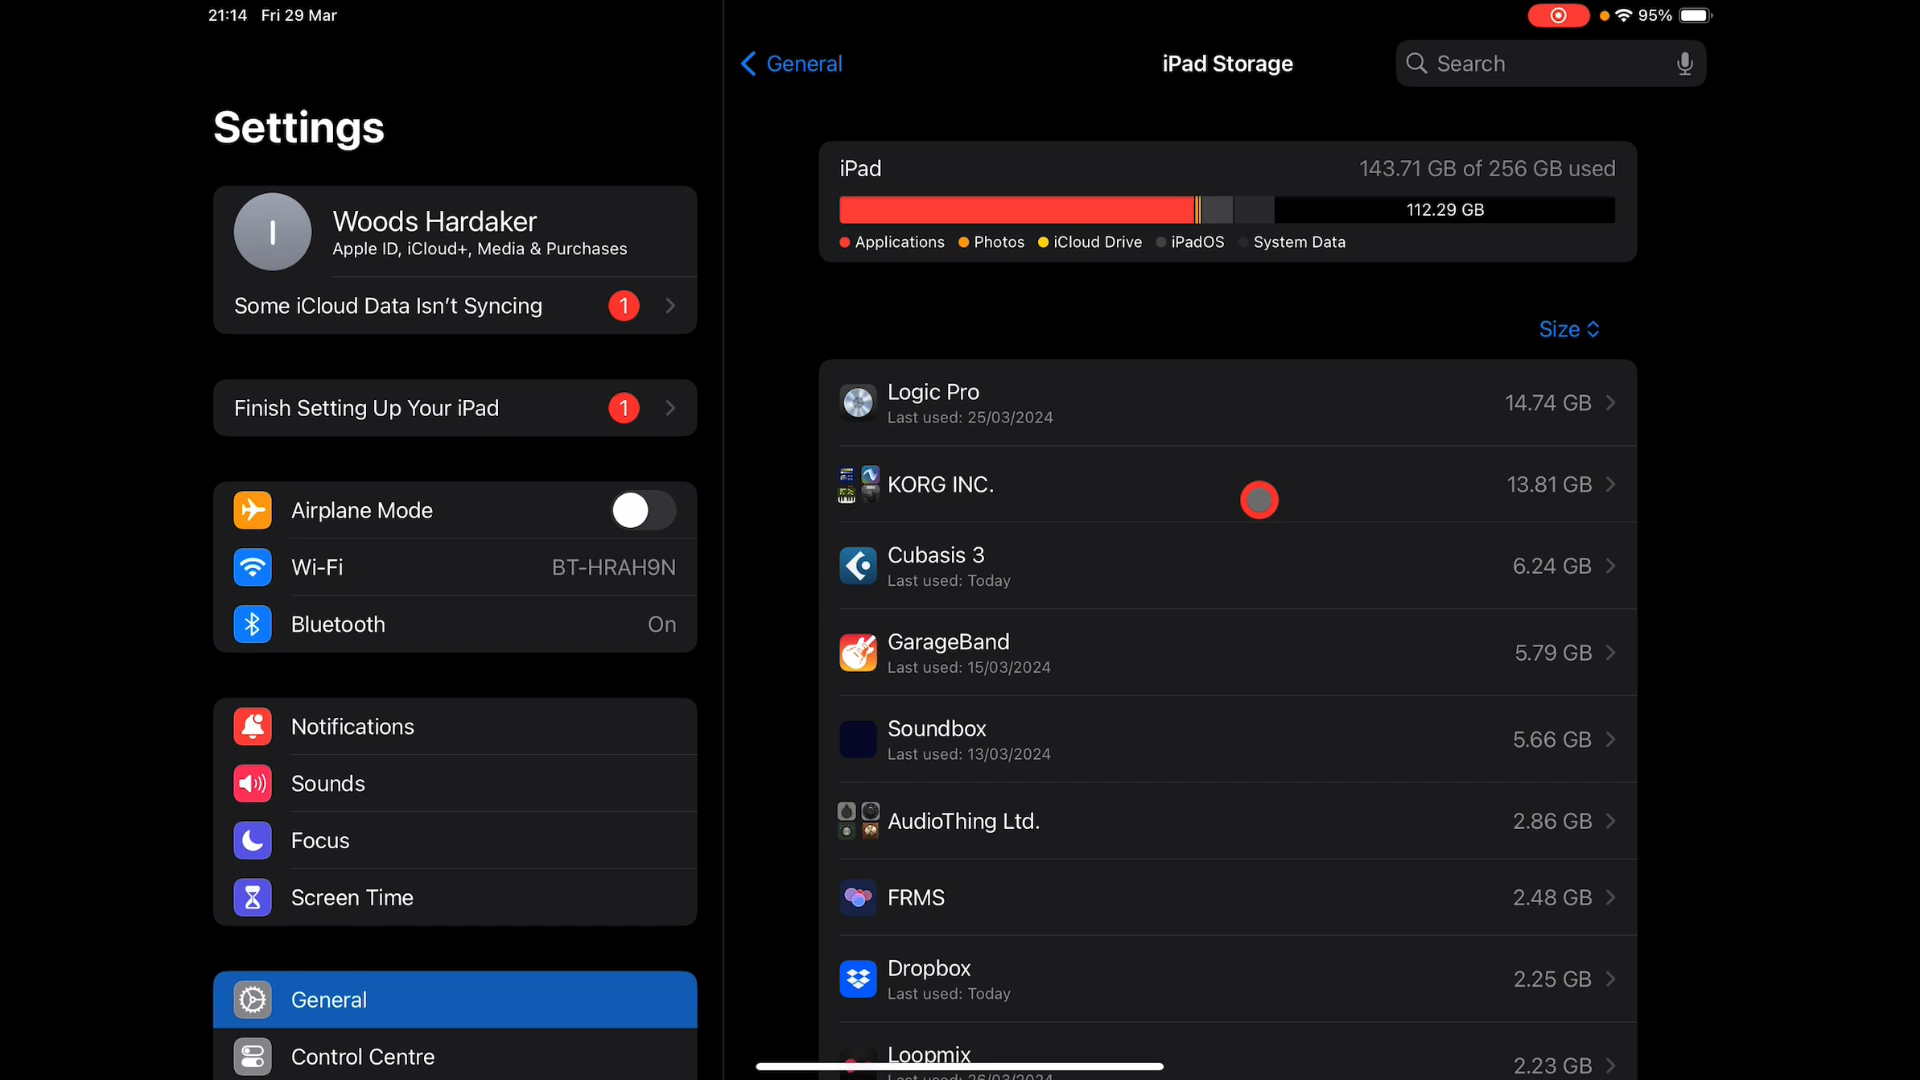 21:14 Fri 29 Mar
95%
Settings
I
Woods Hardaker
Apple ID, iCloud+, Media & Purchases
Some iCloud Data Isn't Syncing 1
Finish Setting Up Your iPad 1
Airplane Mode
Wi-Fi BT-HRAH9N
Bluetooth On
Notifications
Sounds
Focus
Screen Time
General
Control Centre
General
iPad Storage
Search
iPad 143.71 GB of 256 GB used
112.29 GB
Applications Photos iCloud Drive iPadOS System Data
Size
Logic Pro
Last used: 25/03/2024
14.74 GB
KORG INC.
13.81 GB
Cubasis 3
Last used: Today
6.24 GB
GarageBand
Last used: 15/03/2024
5.79 GB
Soundbox
Last used: 13/03/2024
5.66 GB
AudioThing Ltd.
2.86 GB
FRMS
2.48 GB
Dropbox
Last used: Today
2.25 GB
Loopmix
Last used: 26/03/2024
2.23 GB